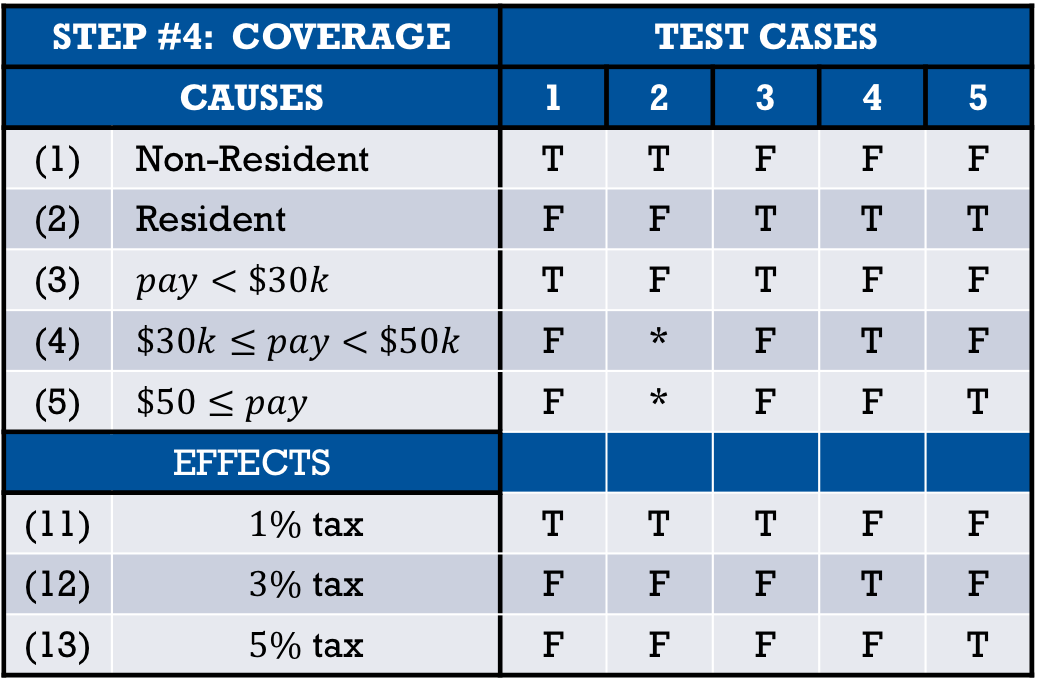 STEP #4: COVERAGE TEST CASES
CAUSES 1 2 3 4 5
(1) Non-Resident T T F F F
(2) Resident F F T T T
(3) pay < $30k T F T F F
(4) $30k ≤ pay < $50k F * F T F
(5) $50 ≤ pay F * F F T
EFFECTS
(11) 1% tax T T T F F
(12) 3% tax F F F T F
(13) 5% tax F F F F T